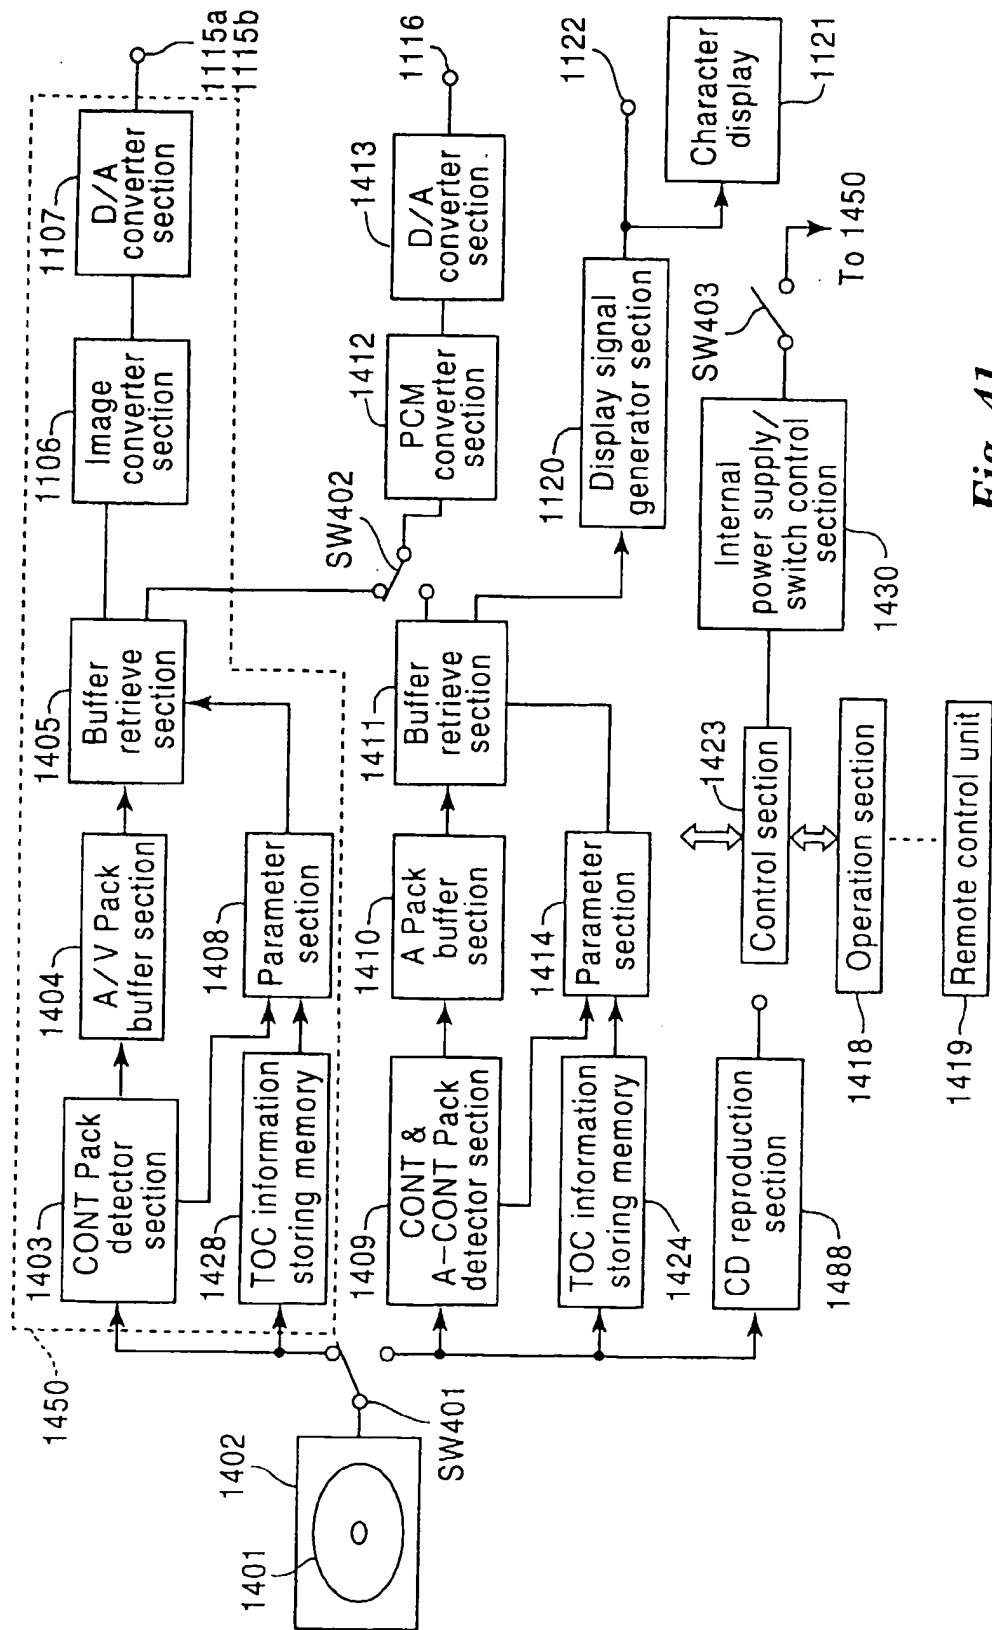 1450
1403
CONT Pack
detector
section
1404
A/V Pack
buffer section
1405
Buffer
retrieve
section
1106
Image
converter
section
1107
D/A
converter
section
1115a
1115b
1428
TOC information
storing memory
1408
Parameter
section
1402
1401
SW401
1409
CONT &
A-CONT Pack
detector section
1410
A Pack
buffer
section
1411
Buffer
retrieve
section
SW402
1412
PCM
converter
section
1413
D/A
converter
section.
1116
TOC information
storing memory
1424
1414
Parameter
section
1120
Display signal
generator section
1122
Character
display
1121
CD reproduction
section
1488
1423
Control section
Internal
power supply/
switch control
section
1430
SW403
To 1450
1418
Operation section
1419
Remote control unit
Fig. 41